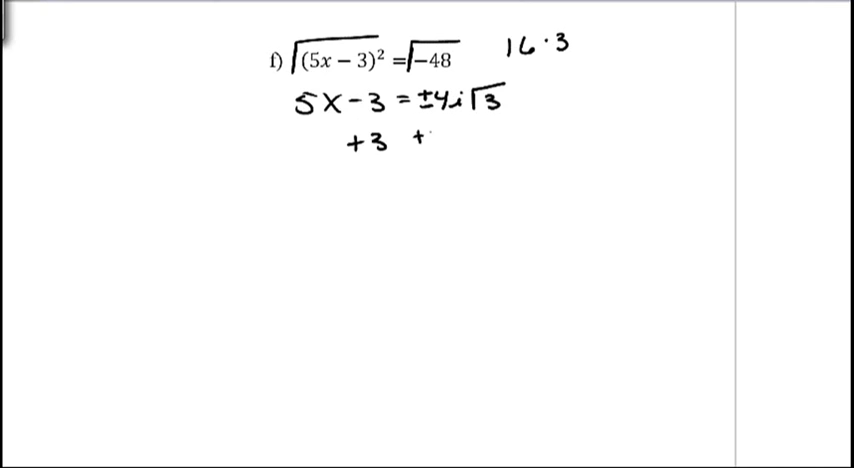 f) √(5x – 3)² = √–48 16·3
5x - 3 = ±4i√3
+3 +